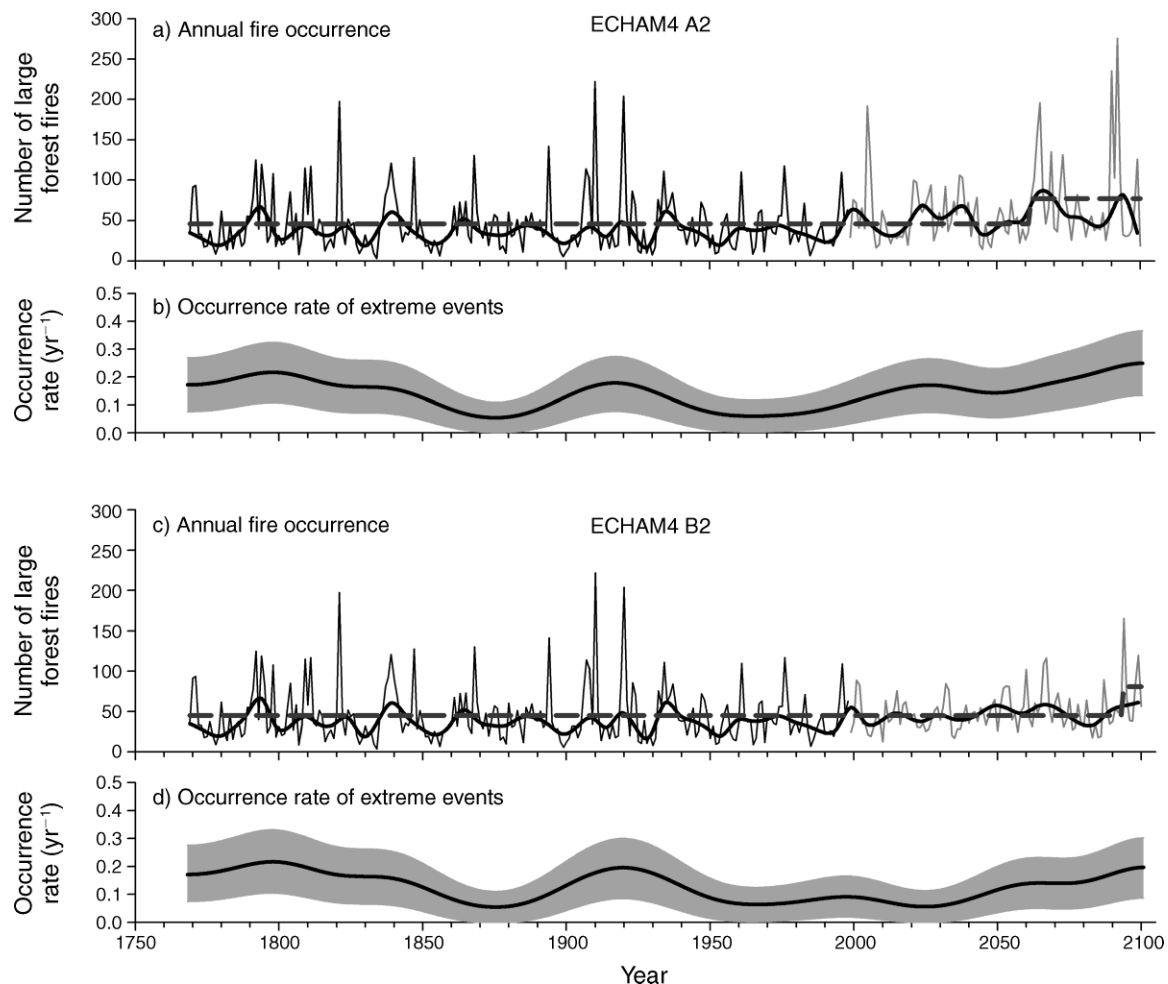 a) Annual fire occurrence
ECHAM4 A2
Number of large
forest fires
300
250
200
150
100
50
0
b) Occurrence rate of extreme events
Occurrence
rate (yr⁻¹)
0.5
0.4
0.3
0.2
0.1
0.0
c) Annual fire occurrence
ECHAM4 B2
Number of large
forest fires
300
250
200
150
100
50
0
d) Occurrence rate of extreme events
Occurrence
rate (yr⁻¹)
0.5
0.4
0.3
0.2
0.1
0.0
1750 1800 1850 1900 1950 2000 2050 2100
Year